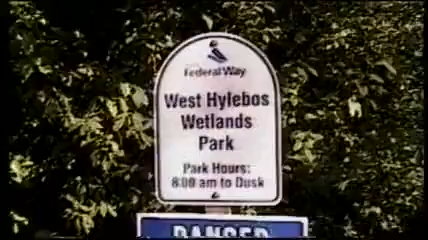 Federal Way
West Hylebos
Wetlands
Park
Park Hours:
8:00 am to Dusk
DANGER